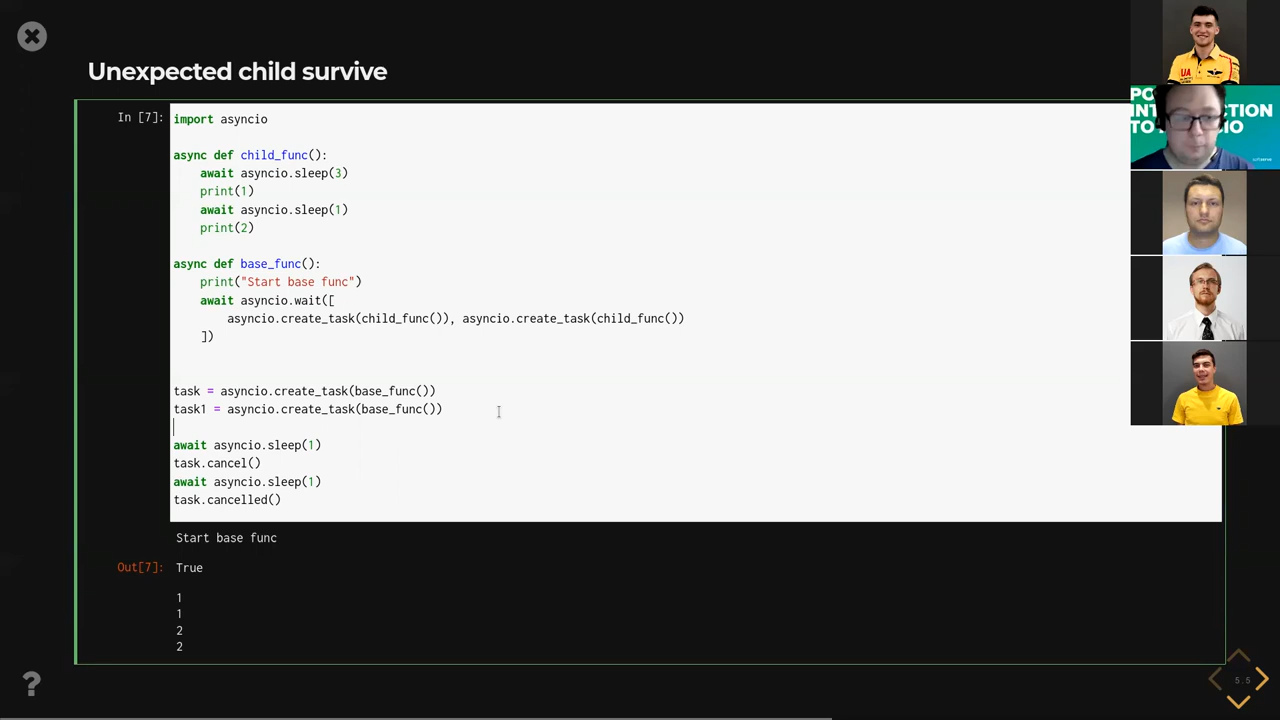 Unexpected child survive
In [7]:
import asyncio
async def child_func():
    await asyncio.sleep(3)
    print(1)
    await asyncio.sleep(1)
    print(2)
async def base_func():
    print("Start base func")
    await asyncio.wait([
        asyncio.create_task(child_func()), asyncio.create_task(child_func())
    ])
task = asyncio.create_task(base_func())
task1 = asyncio.create_task(base_func())
await asyncio.sleep(1)
task.cancel()
await asyncio.sleep(1)
task.cancelled()
Start base func
Out[7]: True
1
1
2
2
?
5.5
UA